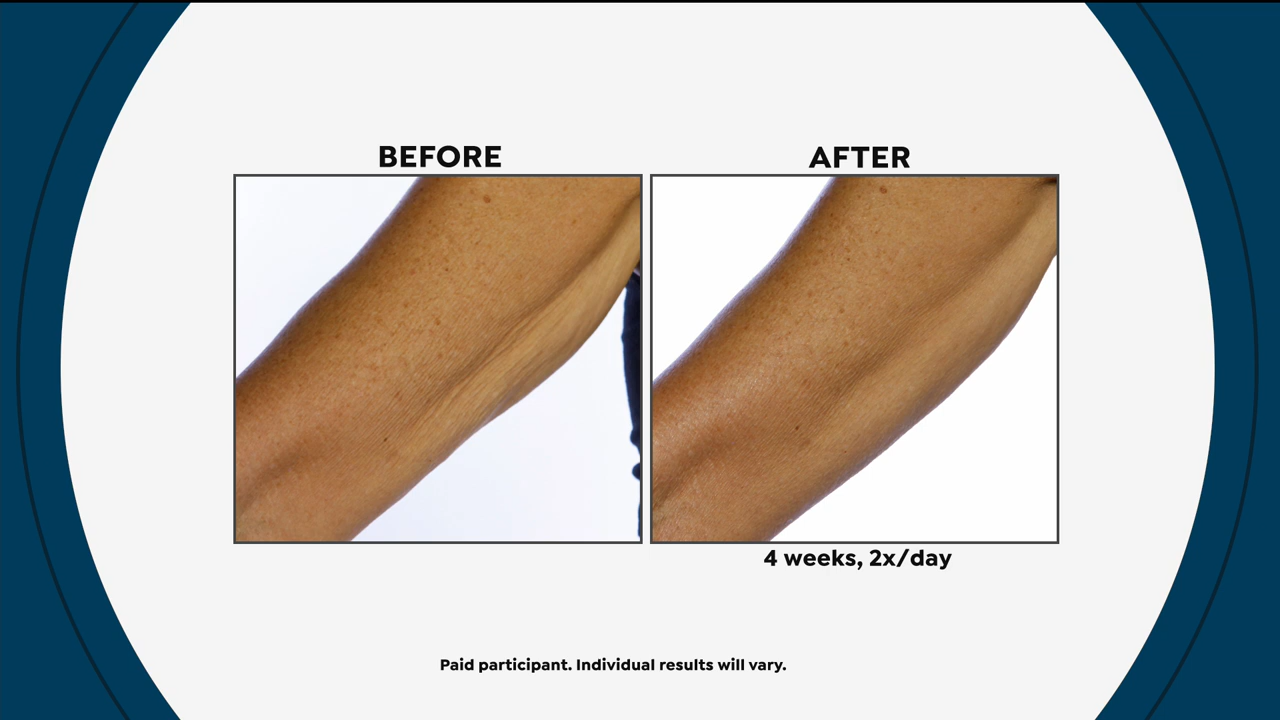 BEFORE
AFTER
4 weeks, 2x/day
Paid participant. Individual results will vary.